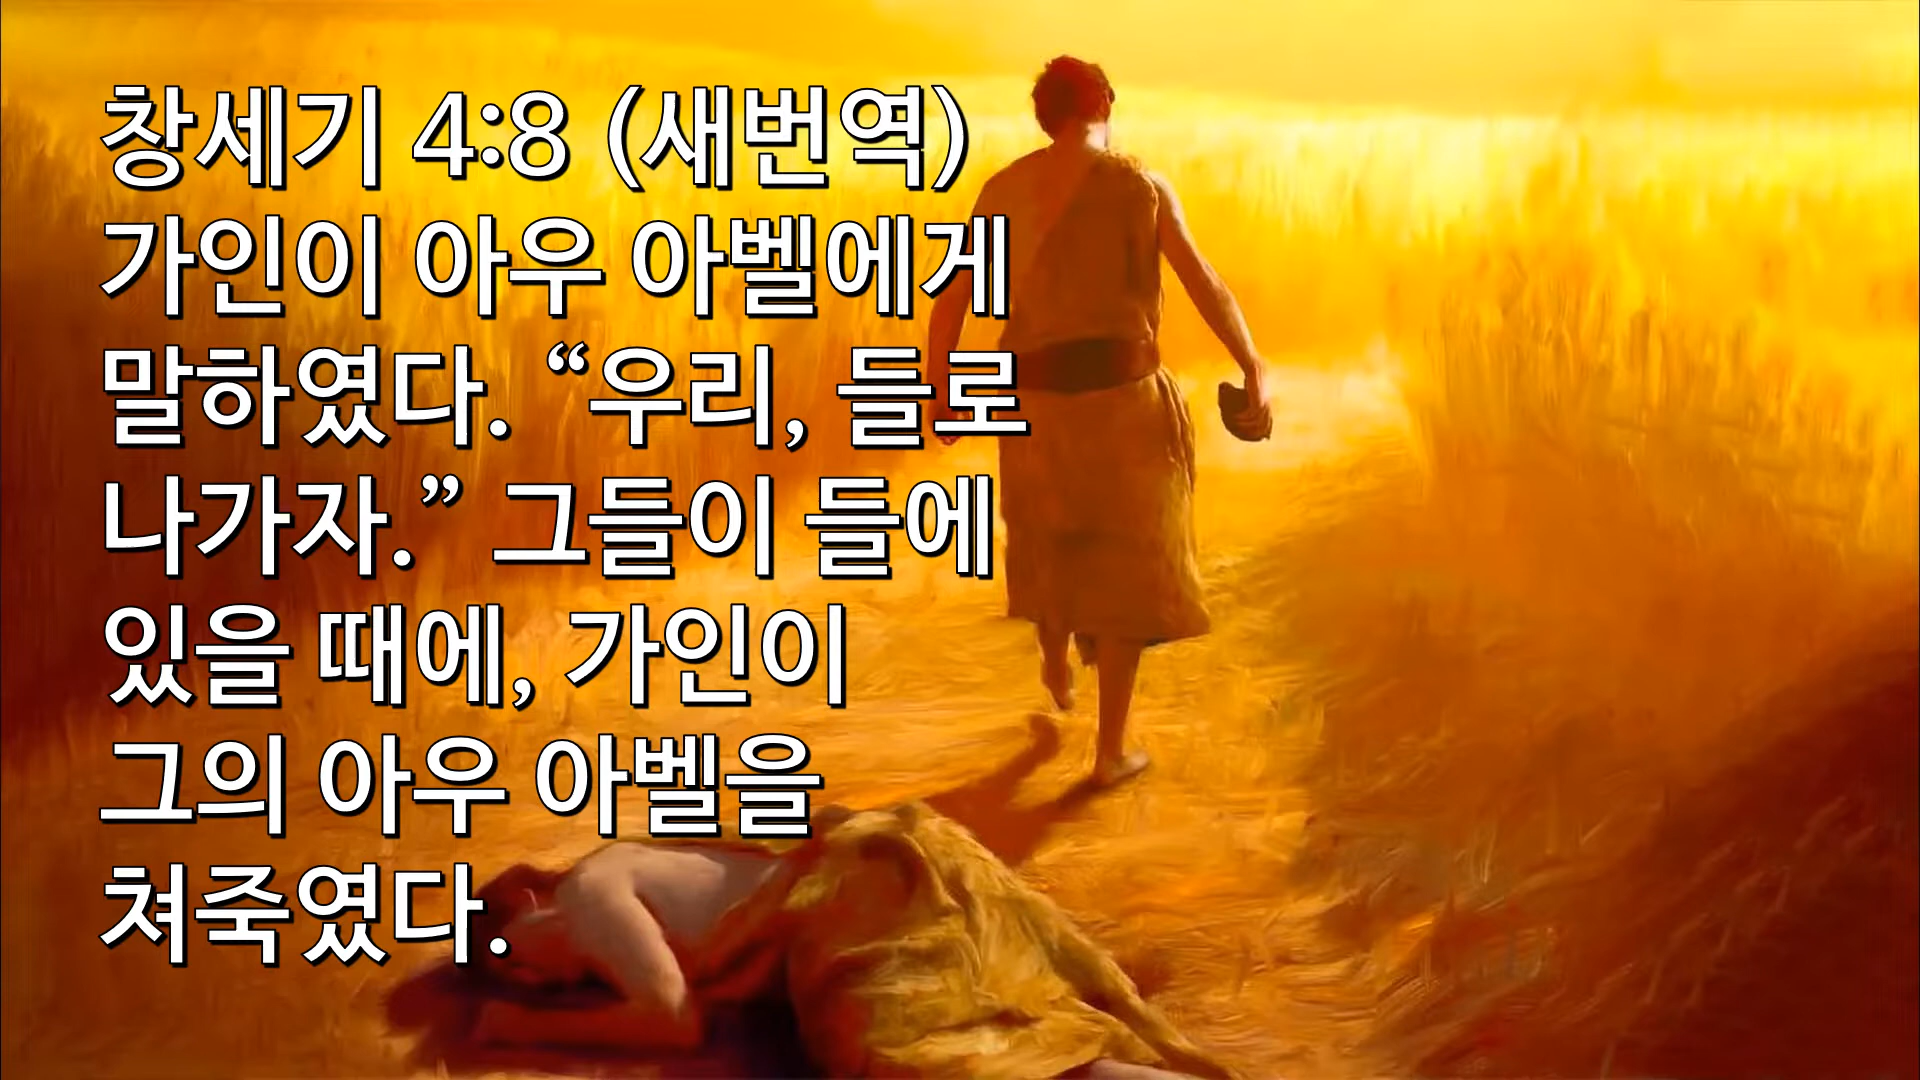 창세기 4:8 (새번역)
가인이 아우 아벨에게
말하였다. “우리, 들로
나가자.” 그들이 들에
있을 때에, 가인이
그의 아우 아벨을
쳐죽였다.